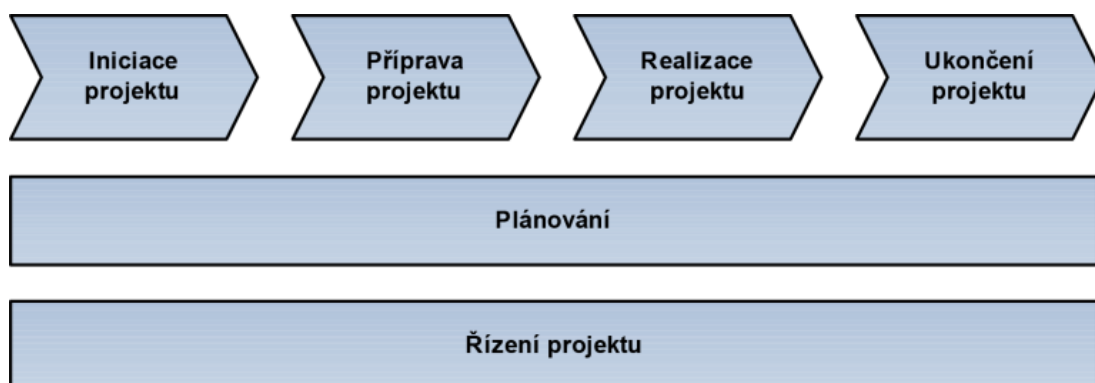 Iniciace
projektu
Příprava
projektu
Realizace
projektu
Ukončení
projektu
Plánování
Řízení projektu